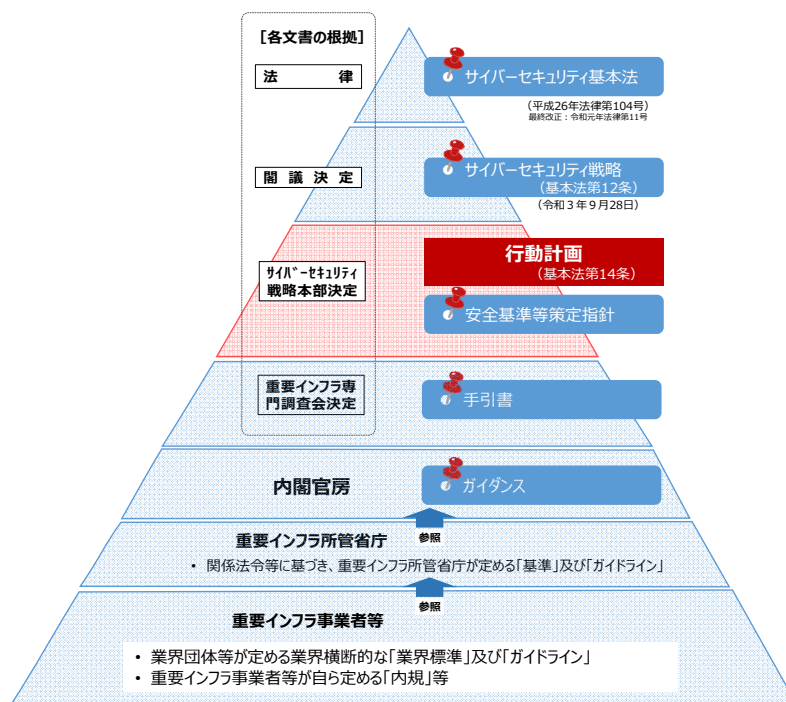 ［各文書の根拠］
法　　　律
サイバーセキュリティ基本法
（平成26年法律第104号）
最終改正：令和元年法律第11号
閣 議 決 定
サイバーセキュリティ戦略
（基本法第12条）
（令和３年９月28日）
行動計画
（基本法第14条）
ｻｲﾊﾞｰｾｷｭﾘﾃｨ
戦略本部決定
安全基準等策定指針
重要インフラ専
門調査会決定
手引書
内閣官房
ガイダンス
参照
重要インフラ所管省庁
• 関係法令等に基づき、重要インフラ所管省庁が定める「基準」及び「ガイドライン」
参照
重要インフラ事業者等
• 業界団体等が定める業界横断的な「業界標準」及び「ガイドライン」
• 重要インフラ事業者等が自ら定める「内規」等